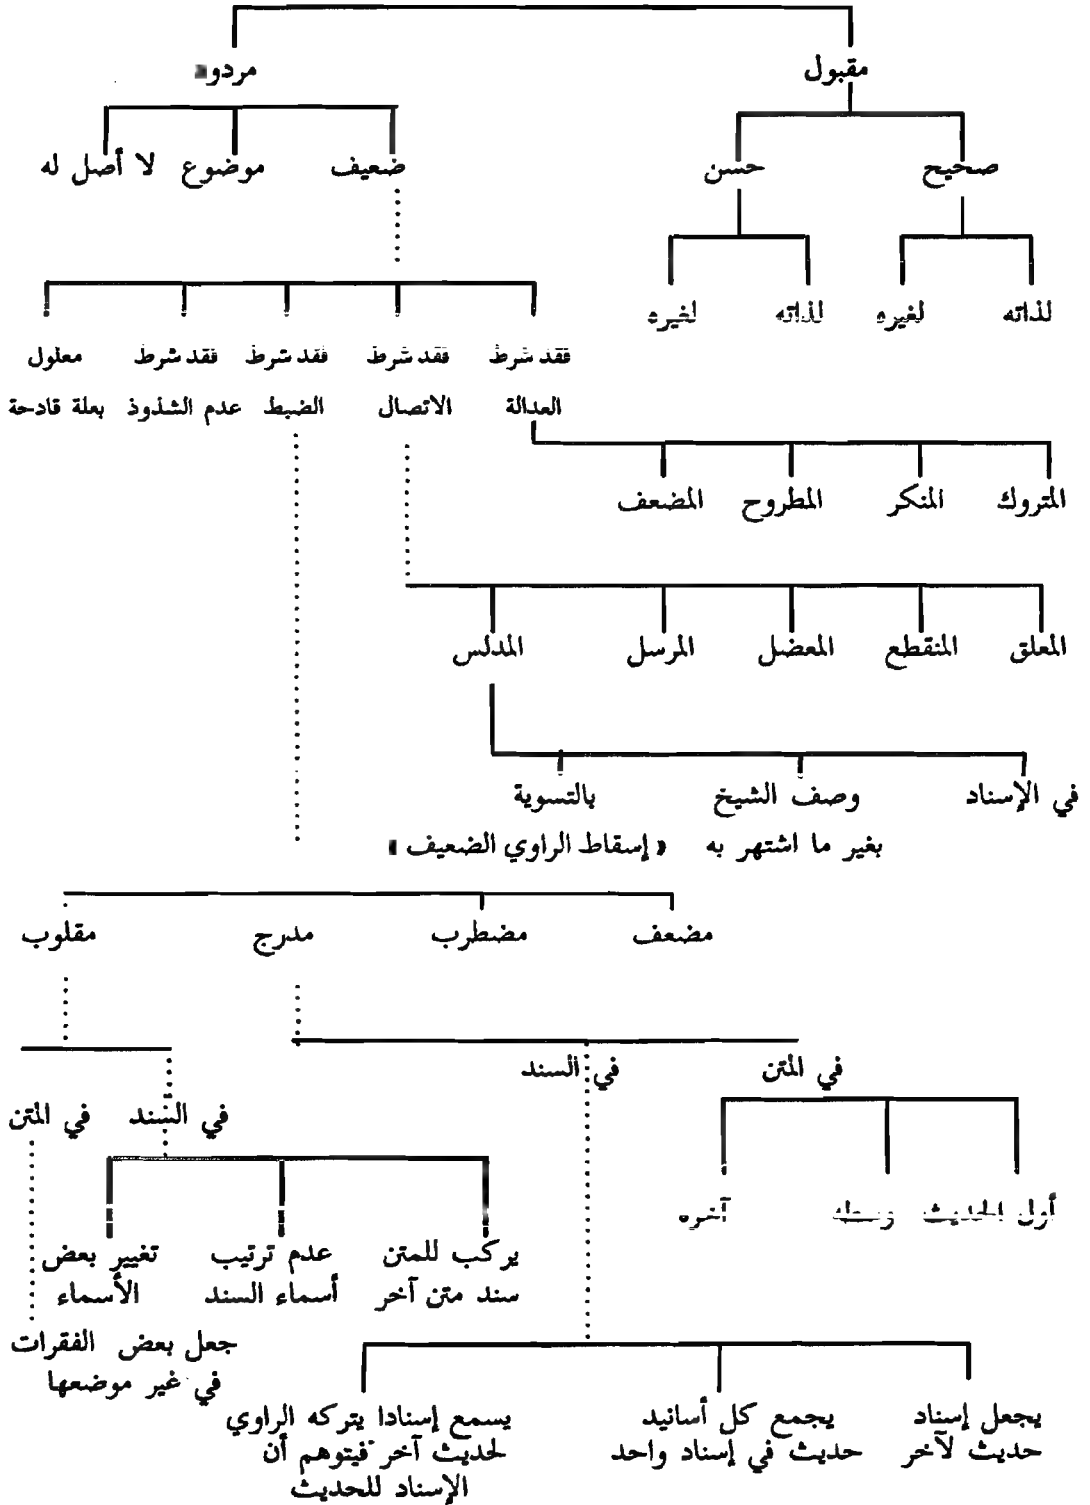 مقبول مردود
صحيح حسن ضعيف موضوع لا أصل له
لذاته لغيره لذاته لغيره
فقد شرط فقد شرط فقد شرط فقد شرط معلول
العدالة الاتصال الضبط عدم الشذوذ بعلة قادحة
المتروك المنكر المطروح المضعف
المعلق المنقطع المعضل المرسل المدلس
في الإسناد وصف الشيخ بالتسوية
بغير ما اشتهر به « إسقاط الراوي الضعيف »
مضعف مضطرب مدرج مقلوب
في المتن في السند
في السند في المتن
أول الحديث وسطه آخره
يركب للمتن عدم ترتيب تغيير بعض
سند متن آخر أسماء السند الأسماء
جعل بعض الفقرات
في غير موضعها
يجعل إسناد يجمع كل أسانيد يسمع إسنادا يتركه الراوي
حديث لآخر حديث في إسناد واحد لحديث آخر فيتوهم أن
الإسناد للحديث